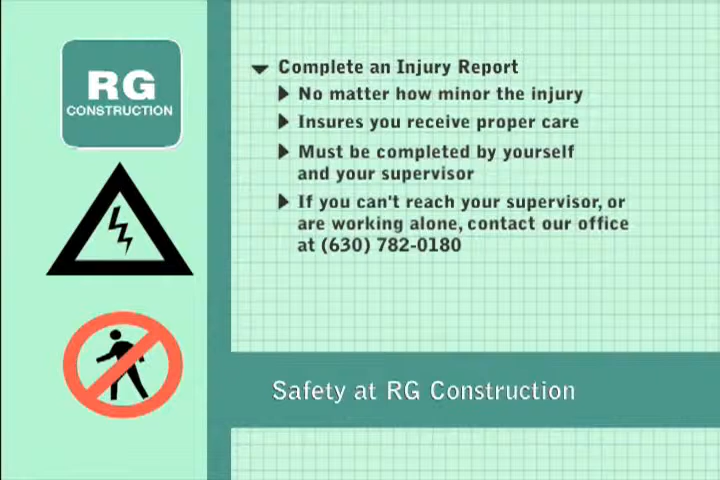 RG
CONSTRUCTION
Complete an Injury Report
No matter how minor the injury
Insures you receive proper care
Must be completed by yourself
and your supervisor
If you can't reach your supervisor, or
are working alone, contact our office
at (630) 782-0180
Safety at RG Construction